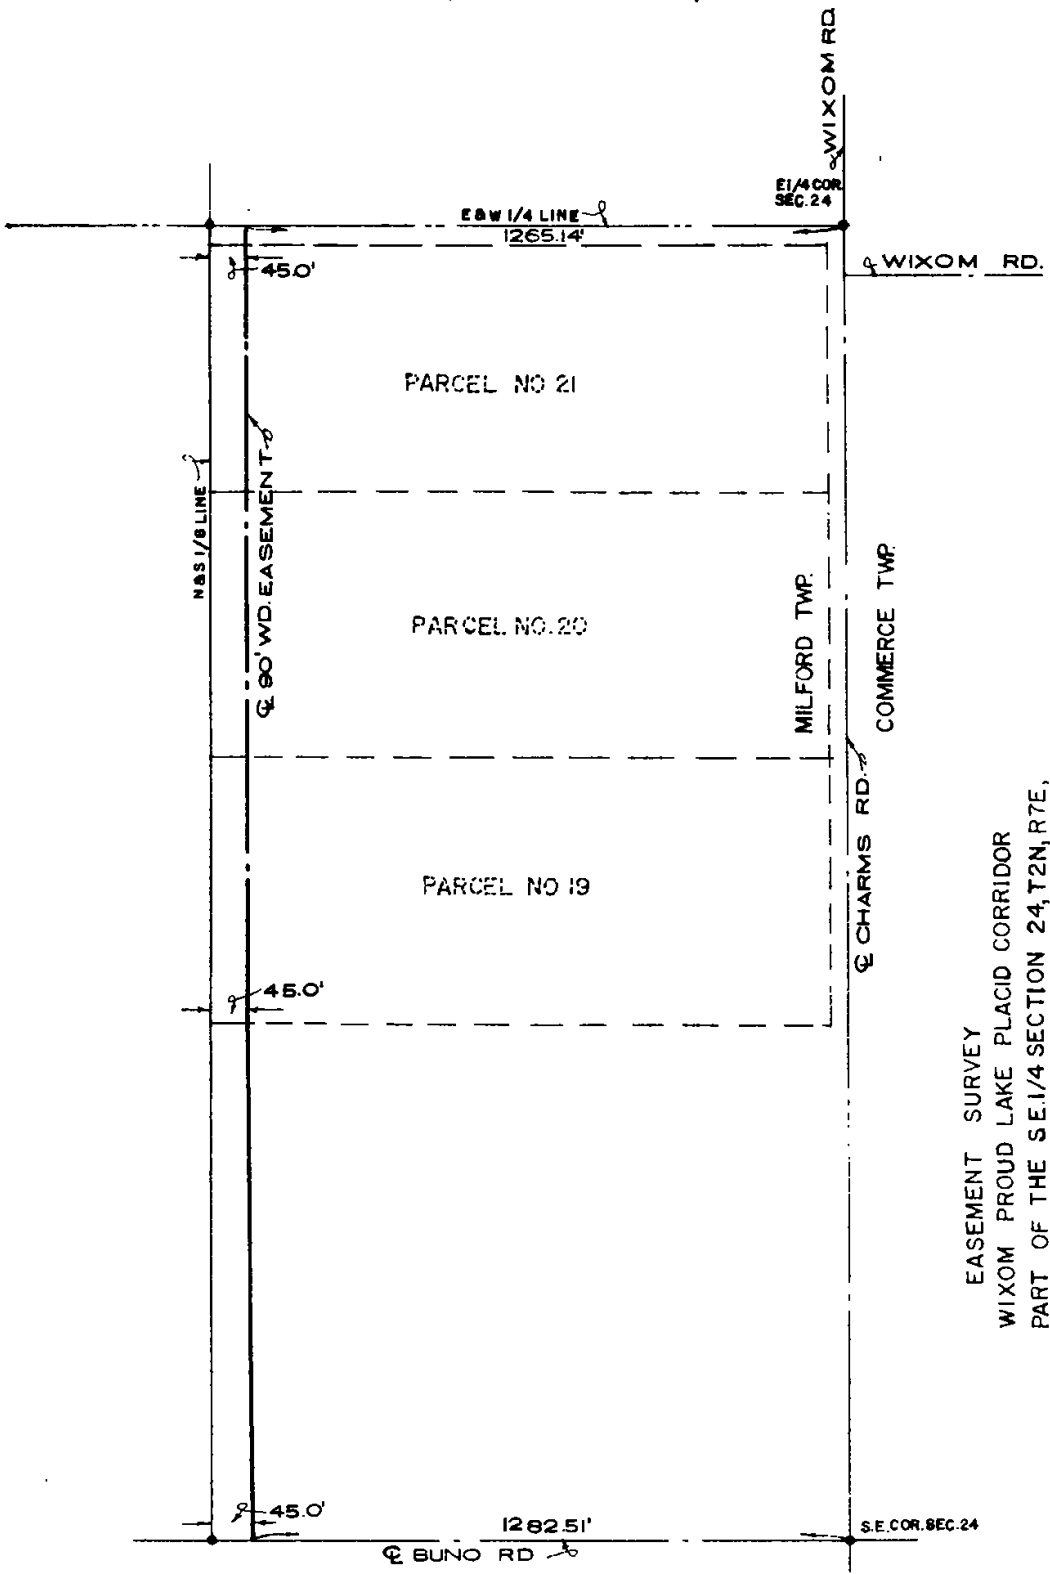 WIXOM RD.
E1/4 COR.
SEC. 24
E&W 1/4 LINE
1265.14'
WIXOM RD.
45.0'
PARCEL NO 21
N&S 1/8 LINE
℄ 90' WD. EASEMENT
PARCEL NO. 20
MILFORD TWP.
COMMERCE TWP.
℄ CHARMS RD.
PARCEL NO 19
45.0'
45.0'
1282.51'
S.E. COR. SEC. 24
℄ BUNO RD
EASEMENT SURVEY
WIXOM PROUD LAKE PLACID CORRIDOR
PART OF THE S.E.1/4 SECTION 24, T2N, R7E,